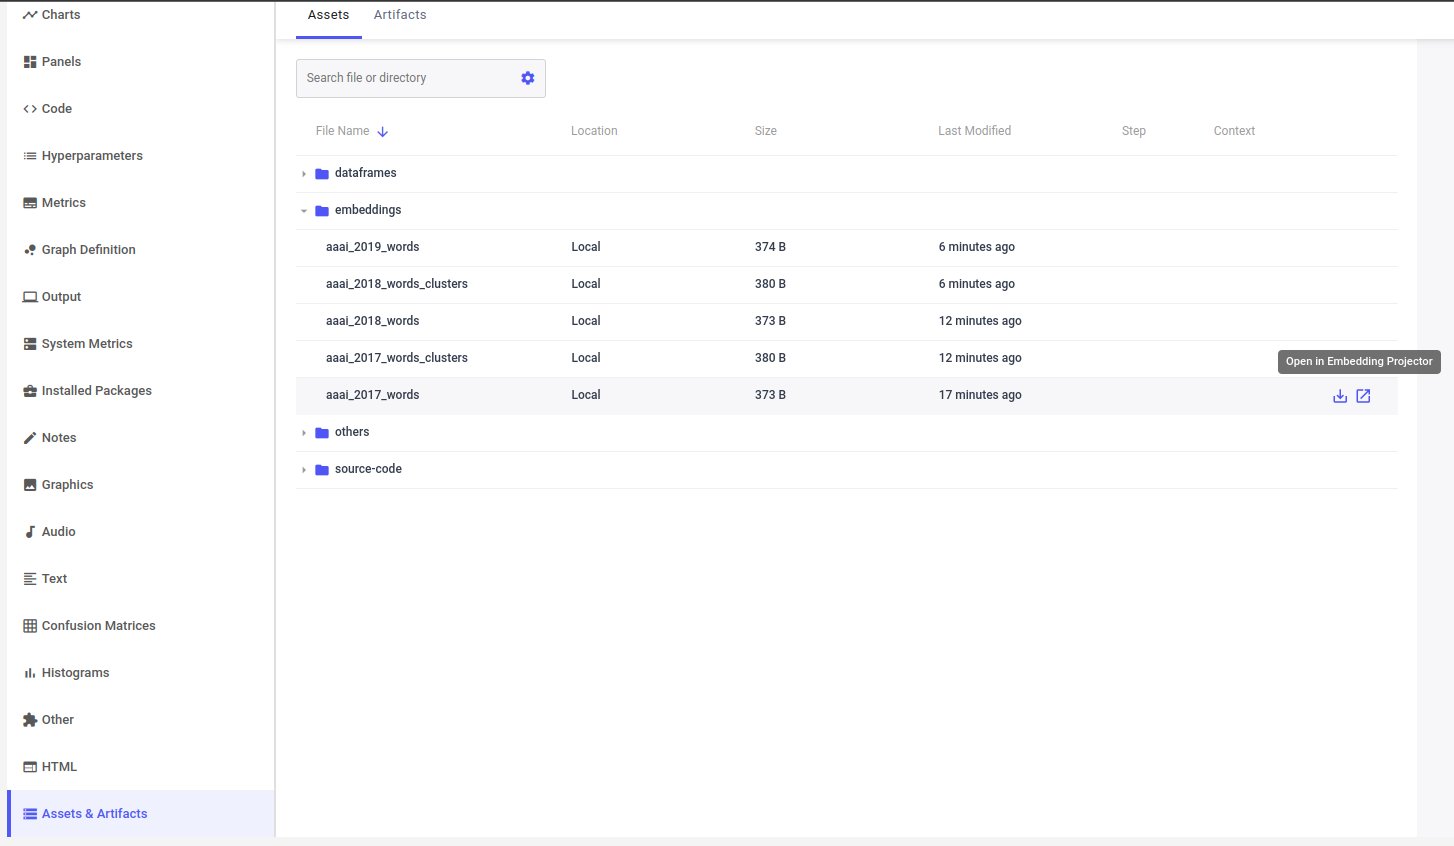 Charts
Panels
Code
Hyperparameters
Metrics
Graph Definition
Output
System Metrics
Installed Packages
Notes
Graphics
Audio
Text
Confusion Matrices
Histograms
Other
HTML
Assets & Artifacts
Assets Artifacts
Search file or directory
File Name Location Size Last Modified Step Context
dataframes
embeddings
aaai_2019_words Local 374 B 6 minutes ago
aaai_2018_words_clusters Local 380 B 6 minutes ago
aaai_2018_words Local 373 B 12 minutes ago
aaai_2017_words_clusters Local 380 B 12 minutes ago
Open in Embedding Projector
aaai_2017_words Local 373 B 17 minutes ago
others
source-code